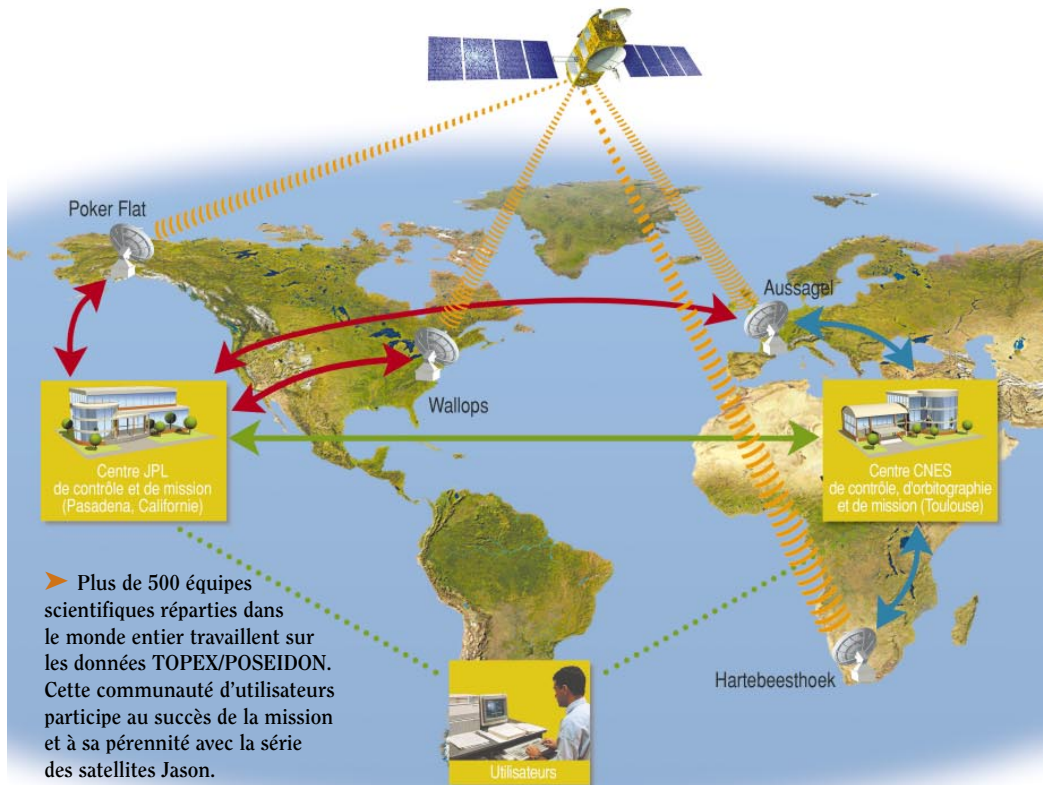 Poker Flat
Aussagel
Wallops
Centre JPL
de contrôle et de mission
(Pasadena, Californie)
Centre CNES
de contrôle, d'orbitographie
et de mission (Toulouse)
➤ Plus de 500 équipes
scientifiques réparties dans
le monde entier travaillent sur
les données TOPEX/POSEIDON.
Cette communauté d'utilisateurs
participe au succès de la mission
et à sa pérennité avec la série
des satellites Jason.
Hartebeesthoek
Utilisateurs